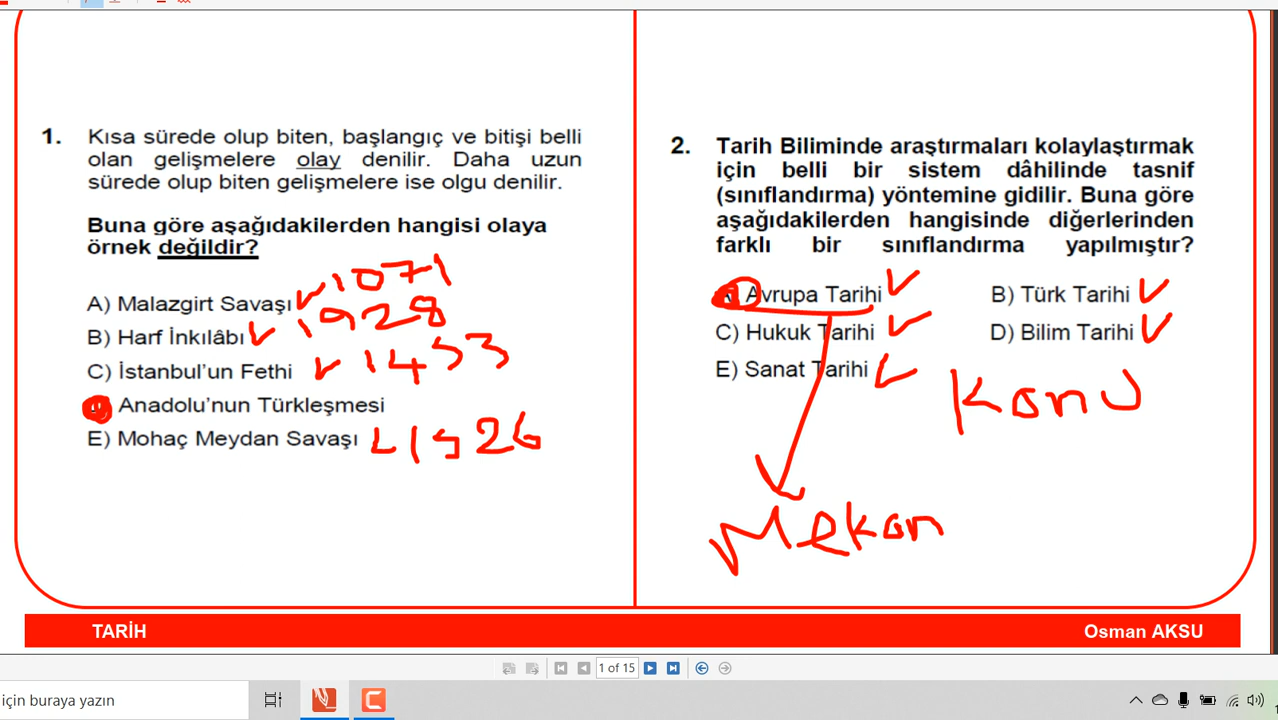 1. Kısa sürede olup biten, başlangıç ve bitişi belli
olan gelişmelere olay denilir. Daha uzun
sürede olup biten gelişmelere ise olgu denilir.
Buna göre aşağıdakilerden hangisi olaya
örnek değildir?
A) Malazgirt Savaşı 1071
B) Harf İnkılâbı 1928
C) İstanbul'un Fethi 1453
Anadolu'nun Türkleşmesi
E) Mohaç Meydan Savaşı 1526
2. Tarih Biliminde araştırmaları kolaylaştırmak
için belli bir sistem dâhilinde tasnif
(sınıflandırma) yöntemine gidilir. Buna göre
aşağıdakilerden hangisinde diğerlerinden
farklı bir sınıflandırma yapılmıştır?
Avrupa Tarihi B) Türk Tarihi
C) Hukuk Tarihi D) Bilim Tarihi
E) Sanat Tarihi
Konu
Mekan
TARİH Osman AKSU
1 of 15
için buraya yazın